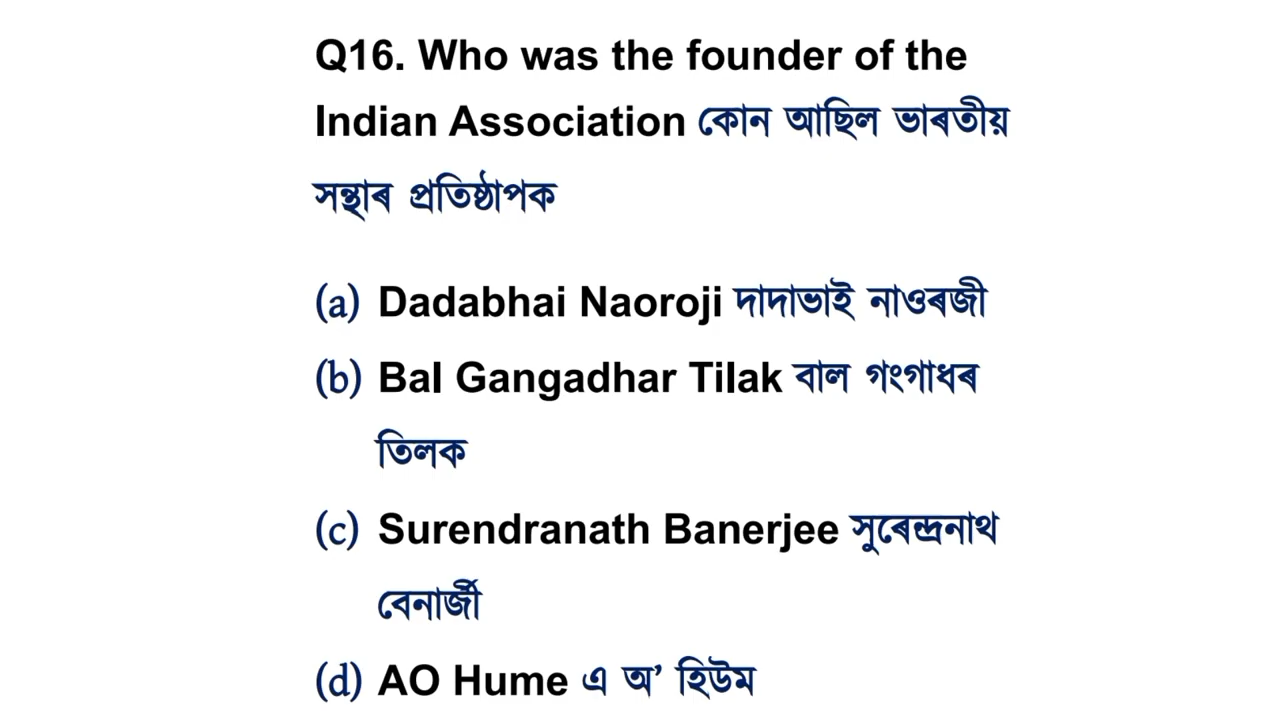 Q16. Who was the founder of the
Indian Association কোন আছিল ভাৰতীয়
সন্থাৰ প্ৰতিষ্ঠাপক
(a) Dadabhai Naoroji দাদাভাই নাওৰজী
(b) Bal Gangadhar Tilak বাল গংগাধৰ
তিলক
(c) Surendranath Banerjee সুৰেন্দ্ৰনাথ
বেনাৰ্জী
(d) AO Hume এ অ’ হিউম